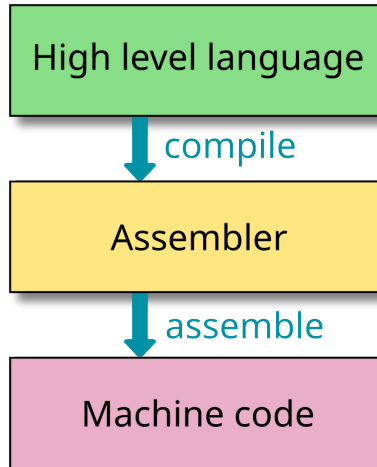 High level language
compile
Assembler
assemble
Machine code